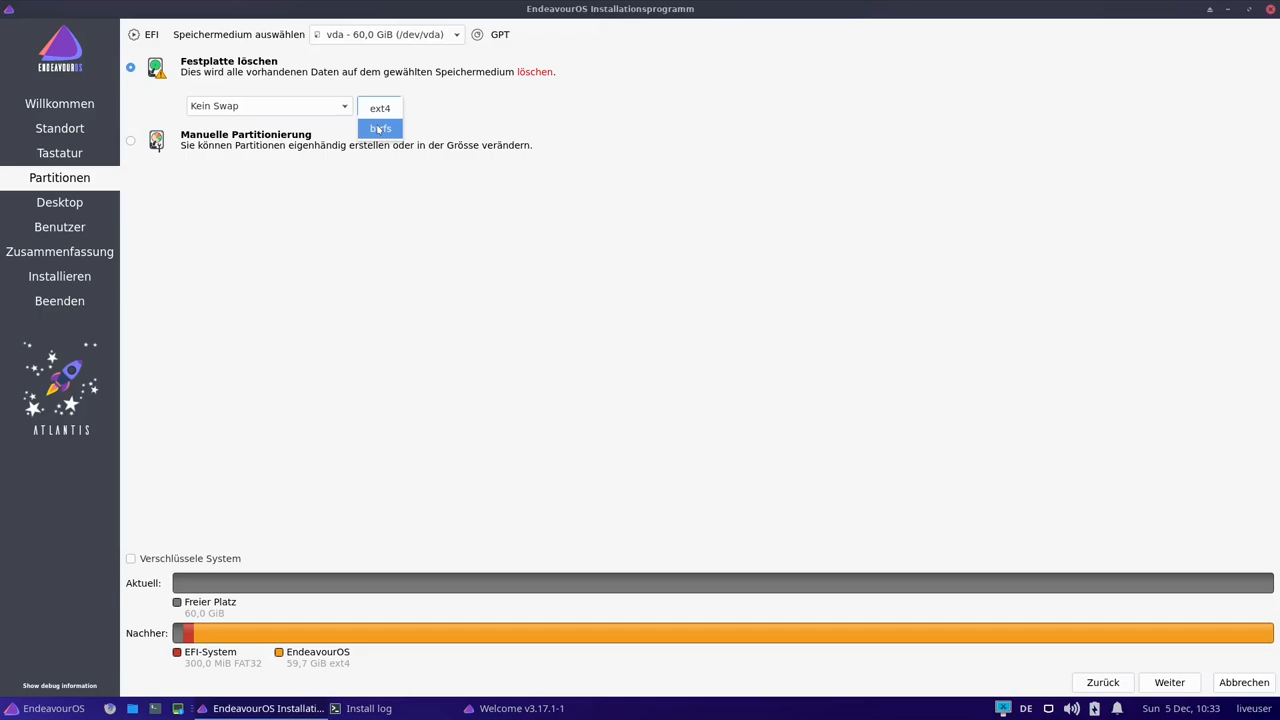 EndeavourOS Installationsprogramm
ENDEAVOUROS
Willkommen
Standort
Tastatur
Partitionen
Desktop
Benutzer
Zusammenfassung
Installieren
Beenden
ATLANTIS
Show debug information
EFI Speichermedium auswählen vda - 60,0 GiB (/dev/vda) GPT
Festplatte löschen
Dies wird alle vorhandenen Daten auf dem gewählten Speichermedium löschen.
Kein Swap
ext4
btrfs
Manuelle Partitionierung
Sie können Partitionen eigenhändig erstellen oder in der Grösse verändern.
Verschlüssele System
Aktuell:
Freier Platz
60,0 GiB
Nachher:
EFI-System EndeavourOS
300,0 MiB FAT32 59,7 GiB ext4
Zurück Weiter Abbrechen
EndeavourOS EndeavourOS Installati... Install log Welcome v3.17.1-1 DE Sun 5 Dec, 10:33 liveuser